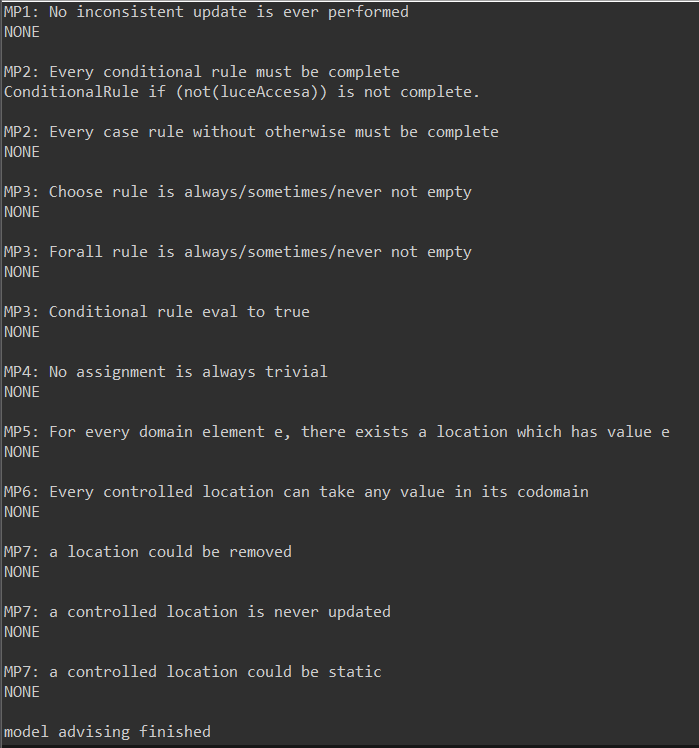 MP1: No inconsistent update is ever performed
NONE
MP2: Every conditional rule must be complete
ConditionalRule if (not(luceAccesa)) is not complete.
MP2: Every case rule without otherwise must be complete
NONE
MP3: Choose rule is always/sometimes/never not empty
NONE
MP3: Forall rule is always/sometimes/never not empty
NONE
MP3: Conditional rule eval to true
NONE
MP4: No assignment is always trivial
NONE
MP5: For every domain element e, there exists a location which has value e
NONE
MP6: Every controlled location can take any value in its codomain
NONE
MP7: a location could be removed
NONE
MP7: a controlled location is never updated
NONE
MP7: a controlled location could be static
NONE
model advising finished